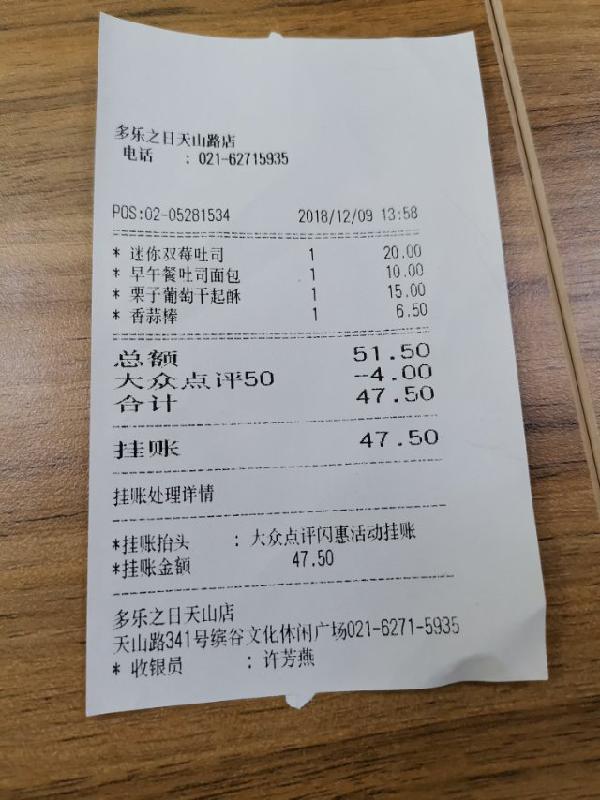 多乐之日天山路店
电话 : 021-62715935
POS:02-05281534 2018/12/09 13:58
* 迷你双莓吐司 1 20.00
* 早午餐吐司面包 1 10.00
* 栗子葡萄干起酥 1 15.00
* 香蒜棒 1 6.50
总额 51.50
大众点评50 -4.00
合计 47.50
挂账 47.50
挂账处理详情
*挂账抬头 : 大众点评闪惠活动挂账
*挂账金额 47.50
多乐之日天山店
天山路341号缤谷文化休闲广场021-6271-5935
* 收银员 : 许芳燕